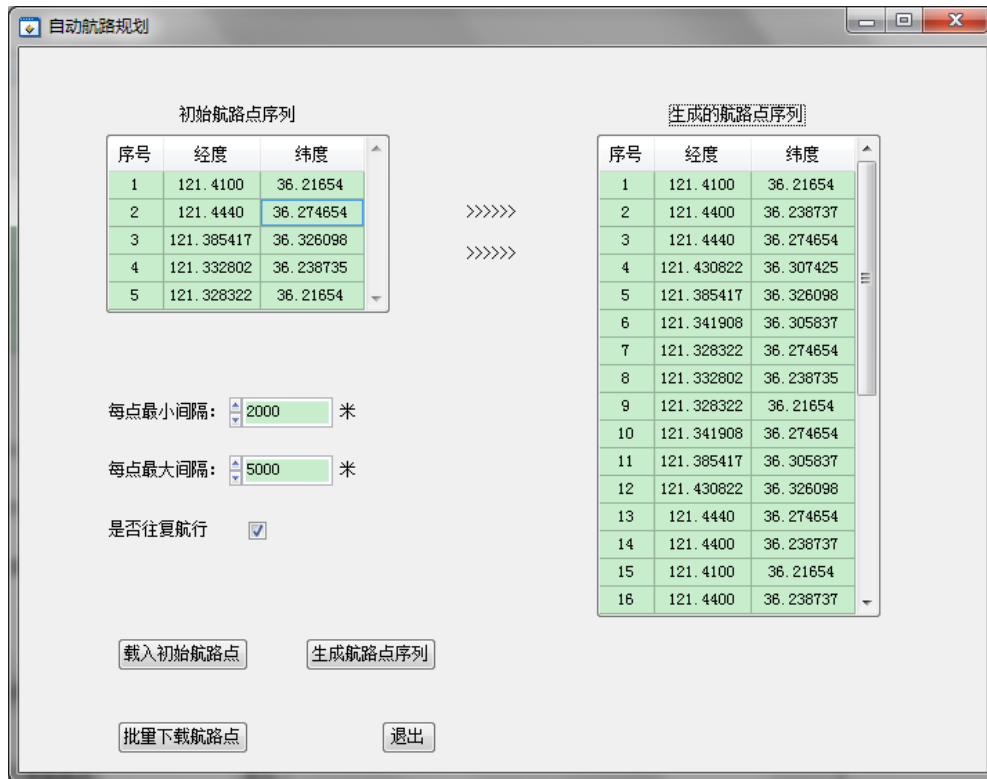 自动航路规划
初始航路点序列
序号 经度 纬度
1 121.4100 36.21654
2 121.4440 36.274654
3 121.385417 36.326098
4 121.332802 36.238735
5 121.328322 36.21654
>>>>>>
>>>>>>
生成的航路点序列
序号 经度 纬度
1 121.4100 36.21654
2 121.4400 36.238737
3 121.4440 36.274654
4 121.430822 36.307425
5 121.385417 36.326098
6 121.341908 36.305837
7 121.328322 36.274654
8 121.332802 36.238735
9 121.328322 36.21654
10 121.341908 36.274654
11 121.385417 36.305837
12 121.430822 36.326098
13 121.4440 36.274654
14 121.4400 36.238737
15 121.4100 36.21654
16 121.4400 36.238737
每点最小间隔： 2000 米
每点最大间隔： 5000 米
是否往复航行
载入初始航路点 生成航路点序列
批量下载航路点 退出